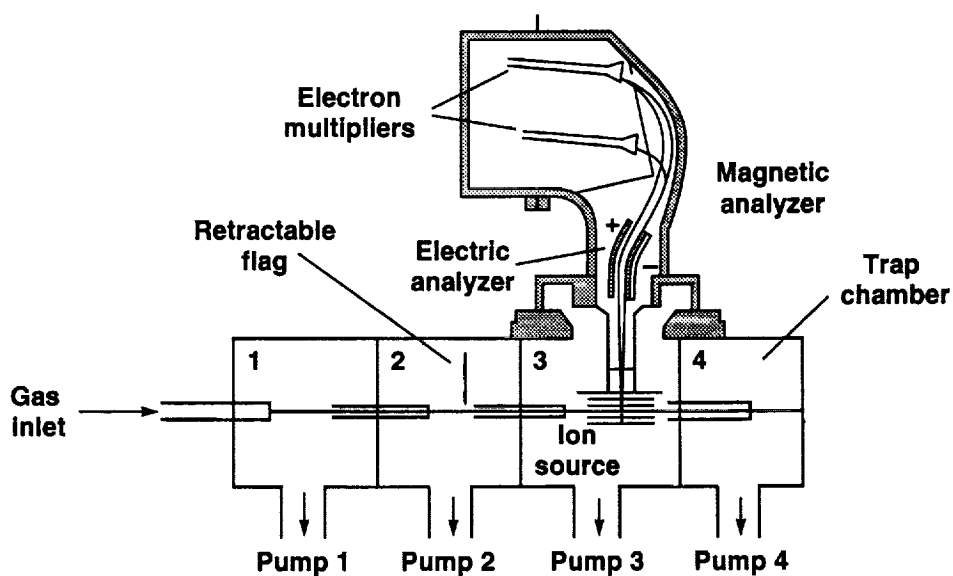 Electron
multipliers
Magnetic
analyzer
Retractable
flag
+
Electric
analyzer
−
Trap
chamber
1
2
3
4
Gas
inlet
Ion
source
Pump 1
Pump 2
Pump 3
Pump 4